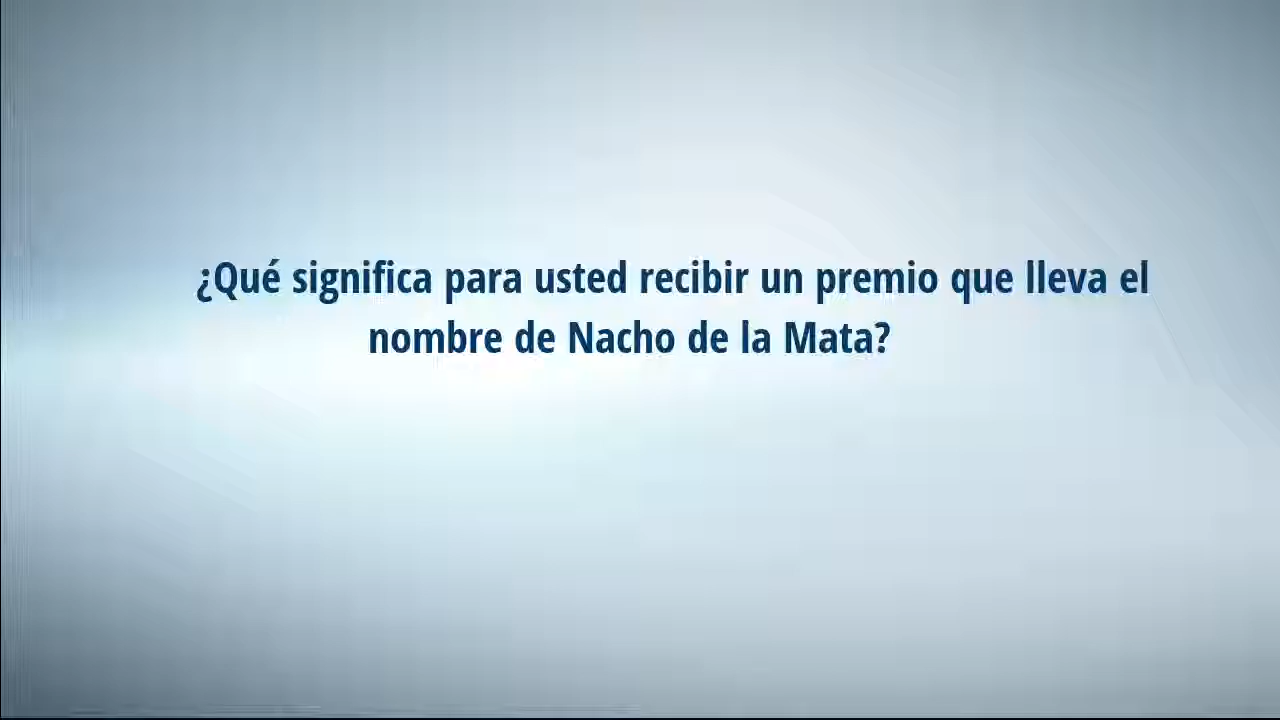 ¿Qué significa para usted recibir un premio que lleva el
nombre de Nacho de la Mata?